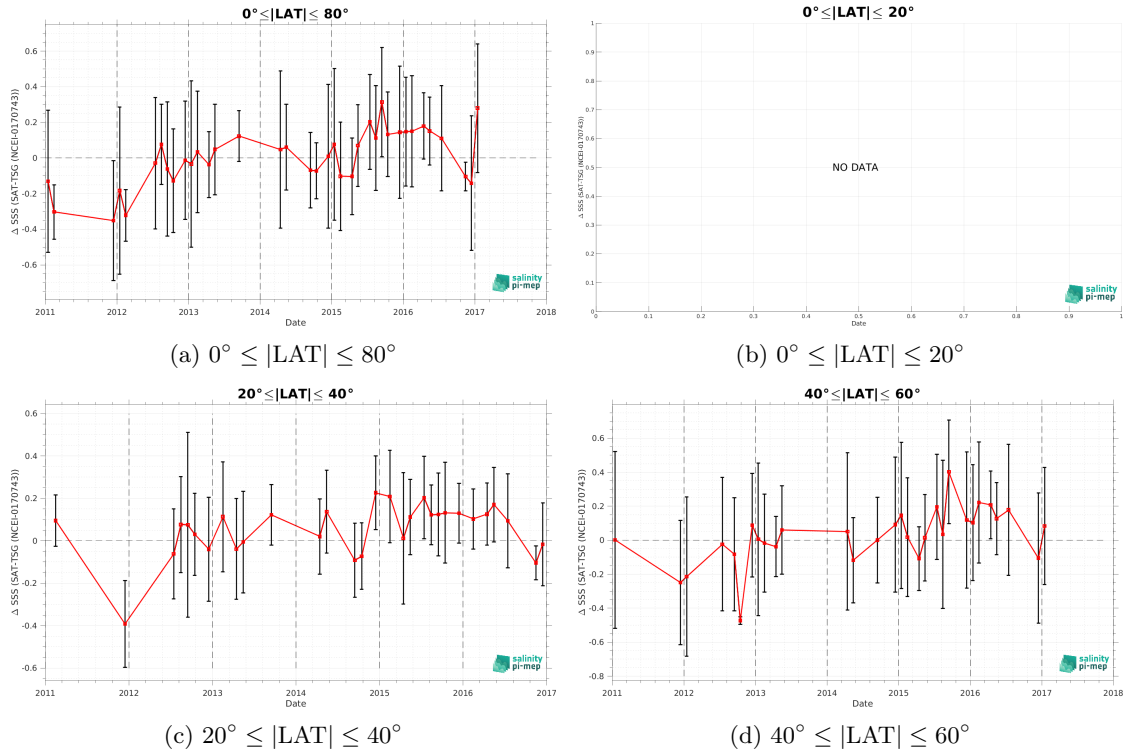 0°≤|LAT|≤ 80°
Δ SSS (SAT-TSG (NCEI-0170743))
0.6
0.4
0.2
0
-0.2
-0.4
-0.6
2011 2012 2013 2014 2015 2016 2017 2018
Date
salinity
pi-mep
(a) 0° ≤ |LAT| ≤ 80°
0°≤|LAT|≤ 20°
Δ SSS (SAT-TSG (NCEI-0170743))
1
0.9
0.8
0.7
0.6
0.5
0.4
0.3
0.2
0.1
0
NO DATA
0 0.1 0.2 0.3 0.4 0.5 0.6 0.7 0.8 0.9 1
Date
salinity
pi-mep
(b) 0° ≤ |LAT| ≤ 20°
20°≤|LAT|≤ 40°
Δ SSS (SAT-TSG (NCEI-0170743))
0.6
0.4
0.2
0
-0.2
-0.4
-0.6
2011 2012 2013 2014 2015 2016 2017
Date
salinity
pi-mep
(c) 20° ≤ |LAT| ≤ 40°
40°≤|LAT|≤ 60°
Δ SSS (SAT-TSG (NCEI-0170743))
0.6
0.4
0.2
0
-0.2
-0.4
-0.6
-0.8
2011 2012 2013 2014 2015 2016 2017 2018
Date
salinity
pi-mep
(d) 40° ≤ |LAT| ≤ 60°